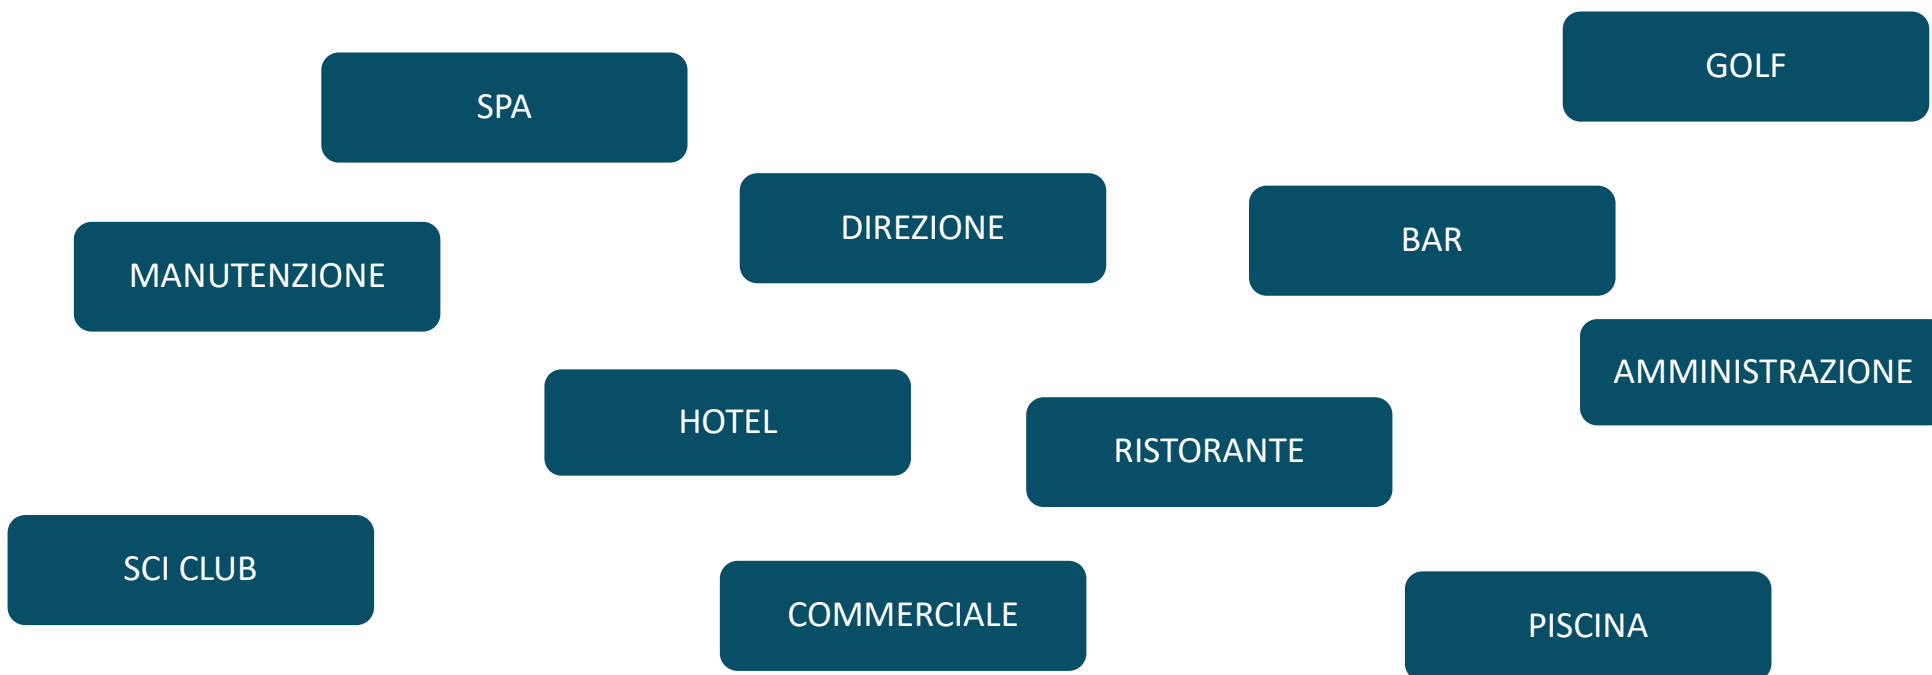 GOLF
SPA
DIREZIONE
BAR
MANUTENZIONE
AMMINISTRAZIONE
HOTEL
RISTORANTE
SCI CLUB
COMMERCIALE
PISCINA